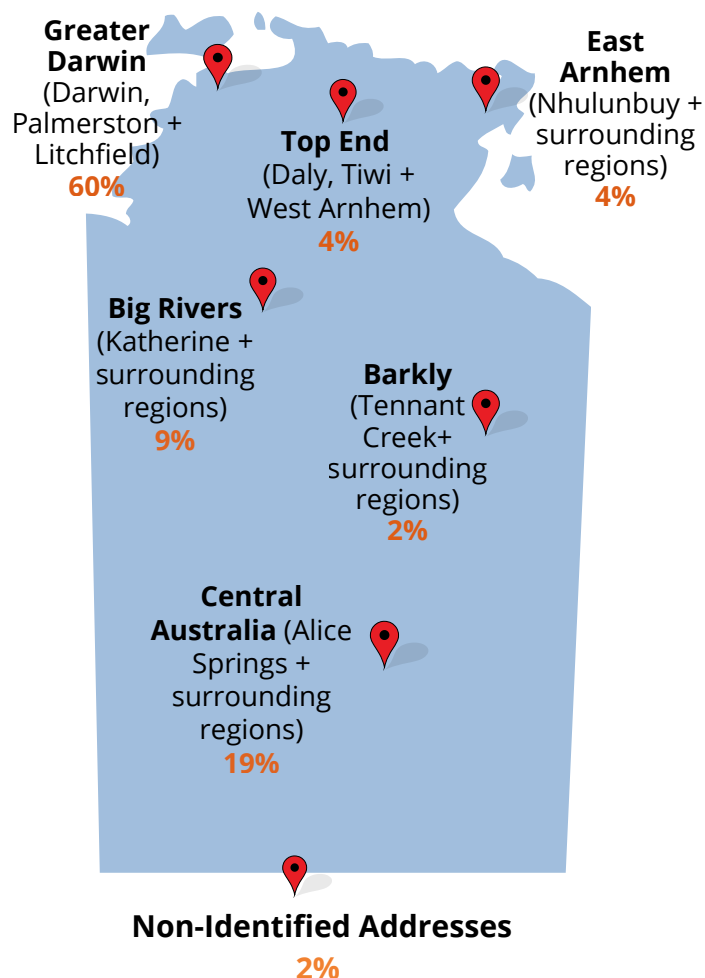 Greater
Darwin
(Darwin,
Palmerston +
Litchfield)
60%
East
Arnhem
(Nhulunbuy +
surrounding
regions)
4%
Top End
(Daly, Tiwi +
West Arnhem)
4%
Big Rivers
(Katherine +
surrounding
regions)
9%
Barkly
(Tennant
Creek+
surrounding
regions)
2%
Central
Australia (Alice
Springs +
surrounding
regions)
19%
Non-Identified Addresses
2%